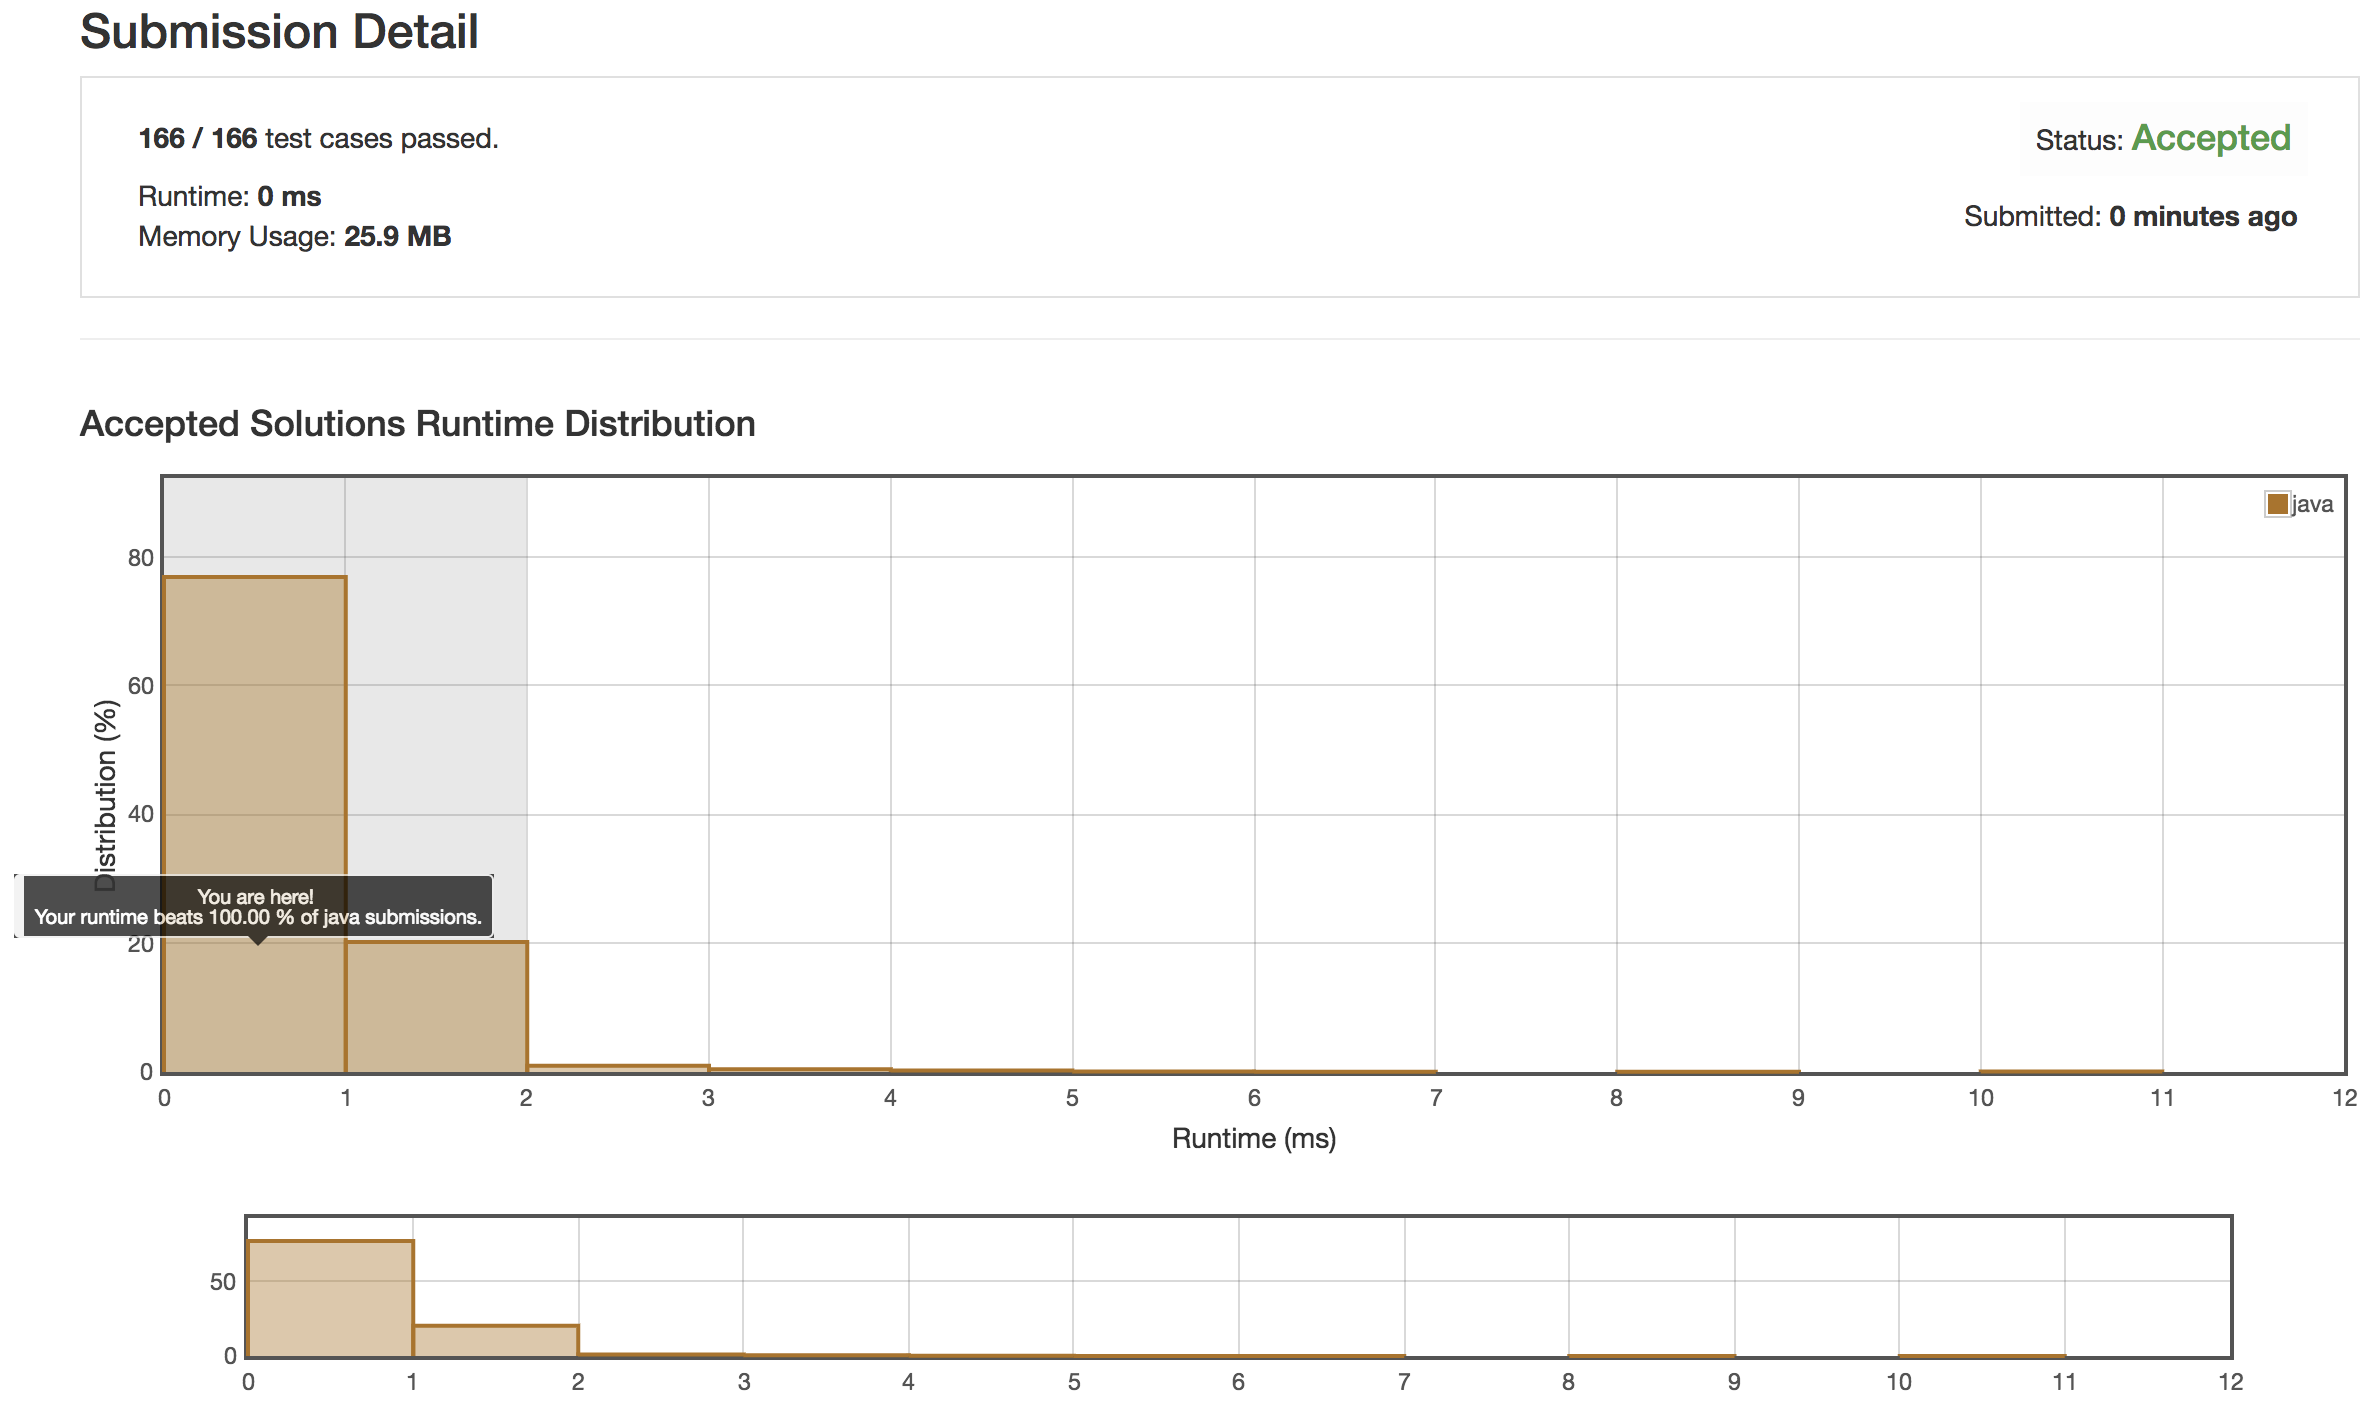 Submission Detail
166 / 166 test cases passed.
Status: Accepted
Runtime: 0 ms
Submitted: 0 minutes ago
Memory Usage: 25.9 MB
Accepted Solutions Runtime Distribution
java
80
60
40
20
0
Distribution (%)
You are here!
Your runtime beats 100.00 % of java submissions.
0 1 2 3 4 5 6 7 8 9 10 11 12
Runtime (ms)
50
0
0 1 2 3 4 5 6 7 8 9 10 11 12